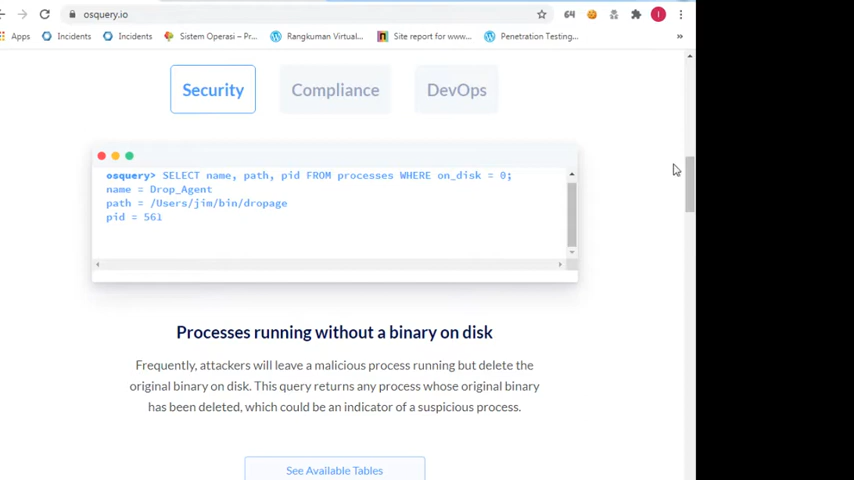 osquery.io
Apps
Incidents
Incidents
Sistem Operasi – Pr...
Rangkuman Virtual...
Site report for www...
Penetration Testing...
»
Security
Compliance
DevOps
osquery> SELECT name, path, pid FROM processes WHERE on_disk = 0;
name = Drop_Agent
path = /Users/jim/bin/dropage
pid = 561
Processes running without a binary on disk
Frequently, attackers will leave a malicious process running but delete the
original binary on disk. This query returns any process whose original binary
has been deleted, which could be an indicator of a suspicious process.
See Available Tables